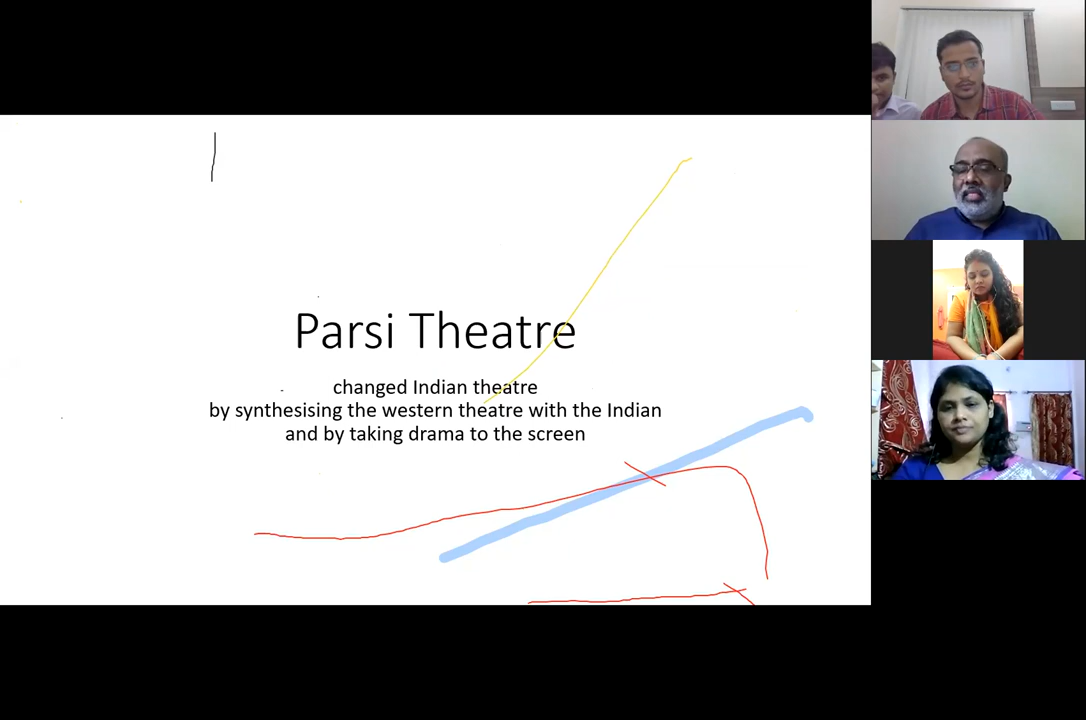 Parsi Theatre
changed Indian theatre
by synthesising the western theatre with the Indian
and by taking drama to the screen